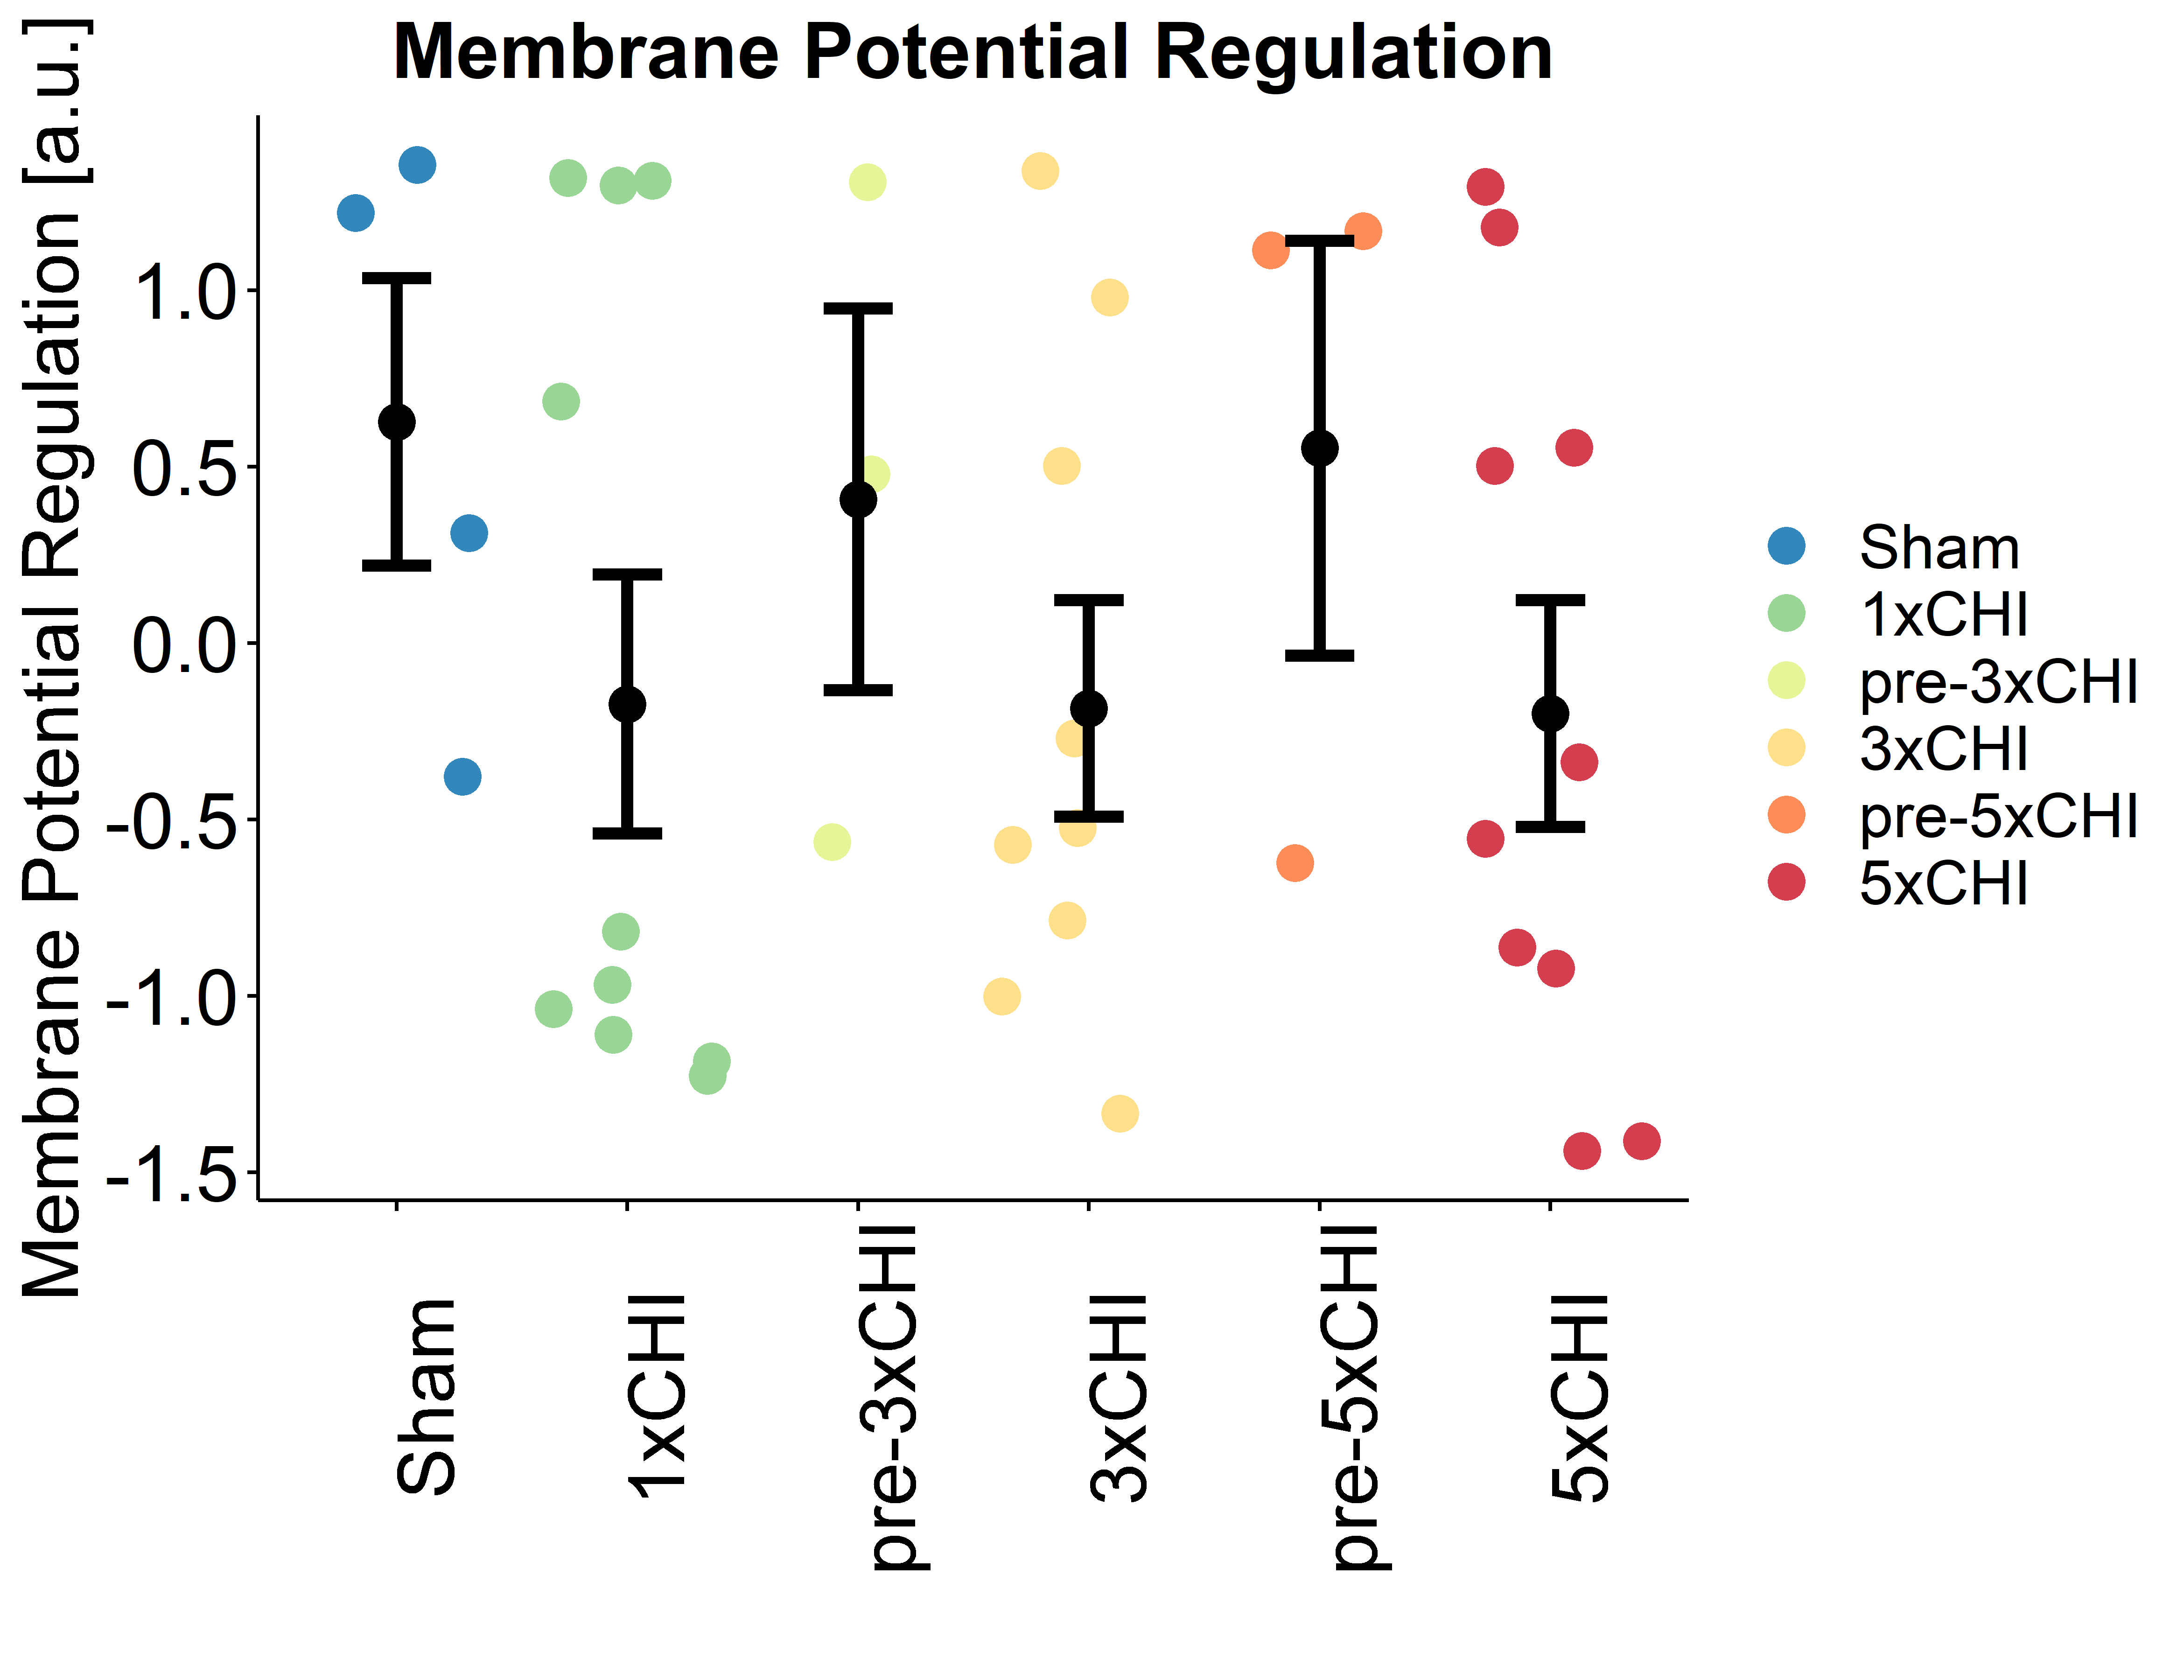 Membrane Potential Regulation
Membrane Potential Regulation [a.u.]
1.0
0.5
0.0
-0.5
-1.0
-1.5
Sham
1xCHI
pre-3xCHI
3xCHI
pre-5xCHI
5xCHI
Sham
1xCHI
pre-3xCHI
3xCHI
pre-5xCHI
5xCHI